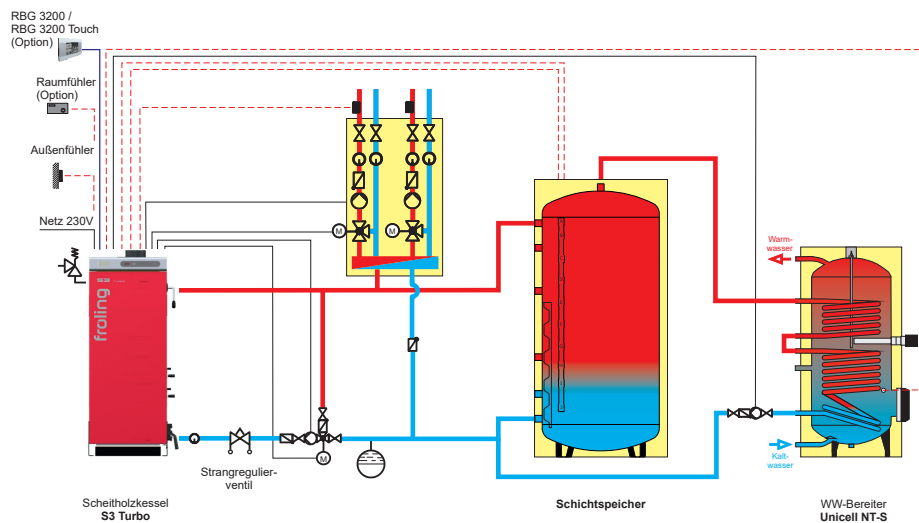 RBG 3200 /
RBG 3200 Touch
(Option)
Raumfühler
(Option)
Außenfühler
Netz 230V
froling s3
M
M
M
Warm-
wasser
Kalt-
wasser
Strangregulier-
ventil
Scheitholzkessel
S3 Turbo
Schichtspeicher
WW-Bereiter
Unicell NT-S